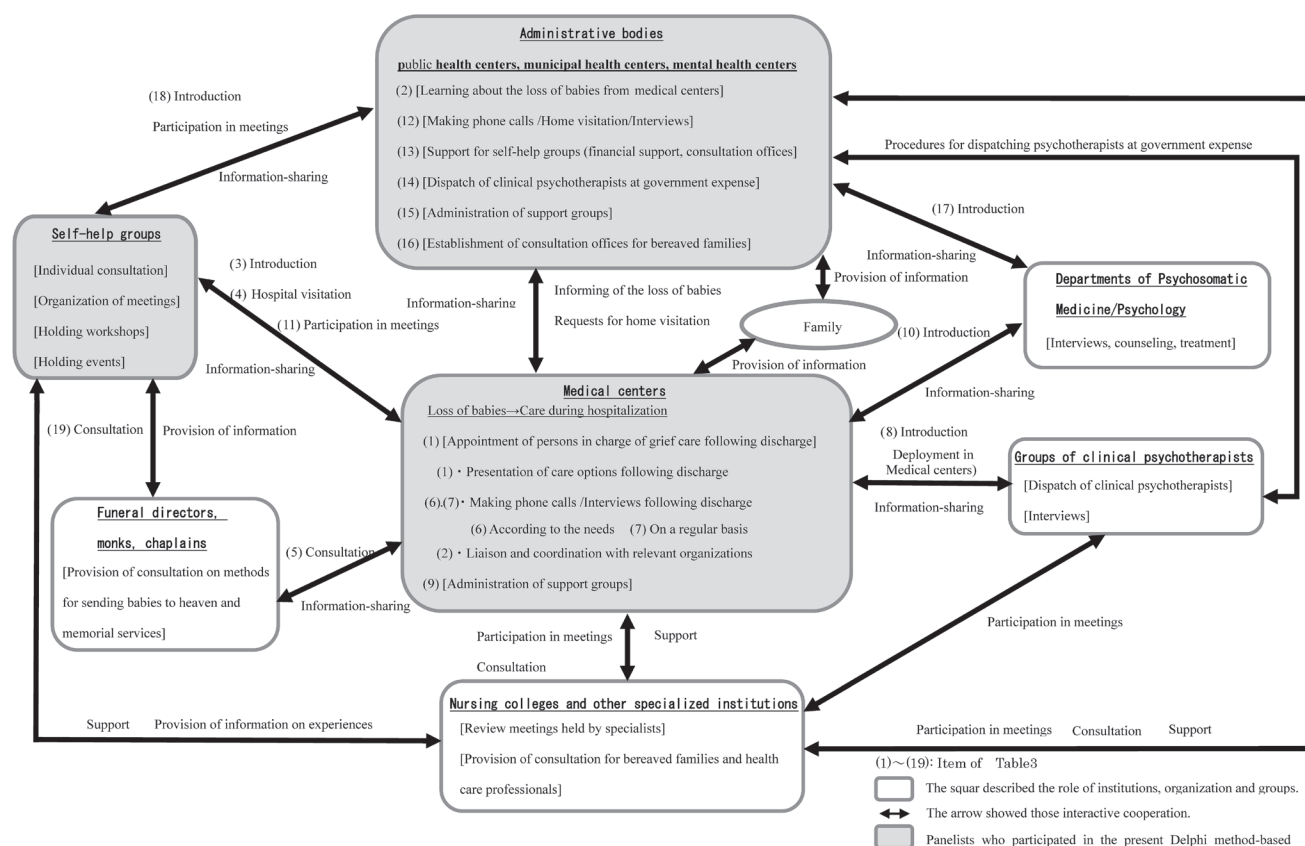 Administrative bodies
public health centers, municipal health centers, mental health centers
(2) [Learning about the loss of babies from medical centers]
(12) [Making phone calls /Home visitation/Interviews]
(13) [Support for self-help groups (financial support, consultation offices]
(14) [Dispatch of clinical psychotherapists at government expense]
(15) [Administration of support groups]
(16) [Establishment of consultation offices for bereaved families]
(18) Introduction
Participation in meetings
Information-sharing
Procedures for dispatching psychotherapists at government expense
(17) Introduction
Information-sharing
Self-help groups
[Individual consultation]
[Organization of meetings]
[Holding workshops]
[Holding events]
(3) Introduction
(4) Hospital visitation
(11) Participation in meetings
Information-sharing
Information-sharing
Informing of the loss of babies
Requests for home visitation
Provision of information
Family
Provision of information
Departments of Psychosomatic
Medicine/Psychology
[Interviews, counseling, treatment]
(10) Introduction
Information-sharing
Medical centers
Loss of babies→Care during hospitalization
(1) [Appointment of persons in charge of grief care following discharge]
(1)・Presentation of care options following discharge
(6).(7)・Making phone calls /Interviews following discharge
(6) According to the needs (7) On a regular basis
(2)・Liaison and coordination with relevant organizations
(9) [Administration of support groups]
(8) Introduction
Deployment in
Medical centers)
Information-sharing
Groups of clinical psychotherapists
[Dispatch of clinical psychotherapists]
[Interviews]
(19) Consultation
Provision of information
Funeral directors,
monks, chaplains
[Provision of consultation on methods
for sending babies to heaven and
memorial services]
(5) Consultation
Information-sharing
Participation in meetings Support
Consultation
Participation in meetings
Nursing colleges and other specialized institutions
[Review meetings held by specialists]
[Provision of consultation for bereaved families and health
care professionals]
Support Provision of information on experiences
Participation in meetings Consultation Support
(1)～(19): Item of Table3
The squar described the role of institutions, organization and groups.
The arrow showed those interactive cooperation.
Panelists who participated in the present Delphi method-based